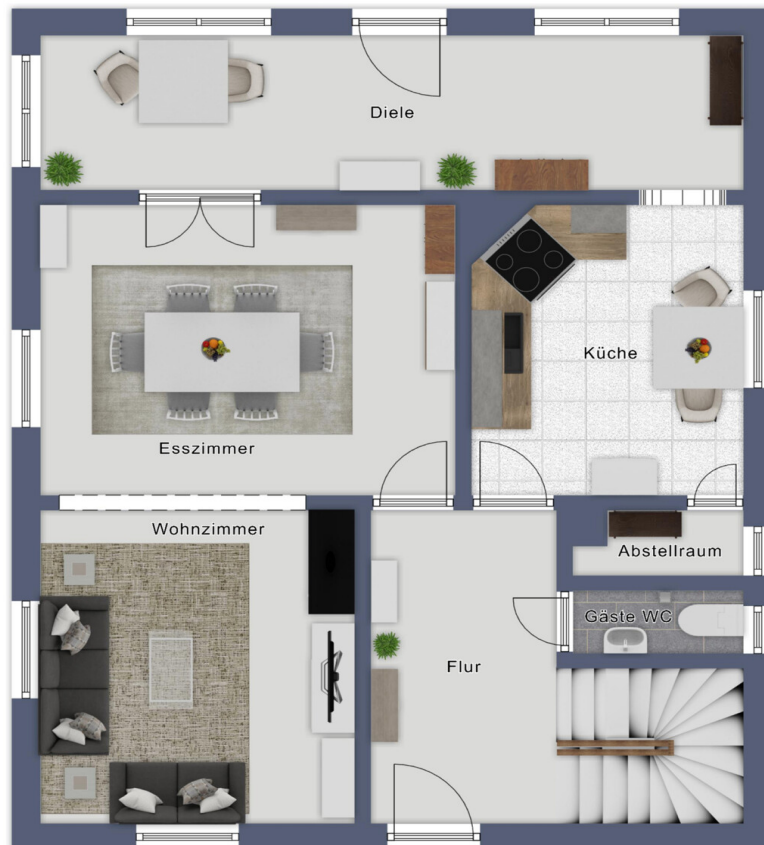 Diele
Küche
Esszimmer
Wohnzimmer
Abstellraum
Gäste WC
Flur